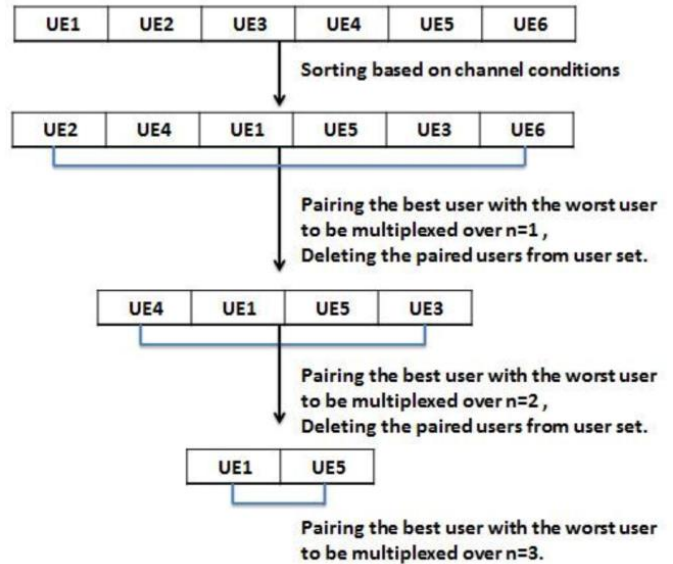 UE1 UE2 UE3 UE4 UE5 UE6
Sorting based on channel conditions
UE2 UE4 UE1 UE5 UE3 UE6
Pairing the best user with the worst user
to be multiplexed over n=1 ,
Deleting the paired users from user set.
UE4 UE1 UE5 UE3
Pairing the best user with the worst user
to be multiplexed over n=2 ,
Deleting the paired users from user set.
UE1 UE5
Pairing the best user with the worst user
to be multiplexed over n=3.